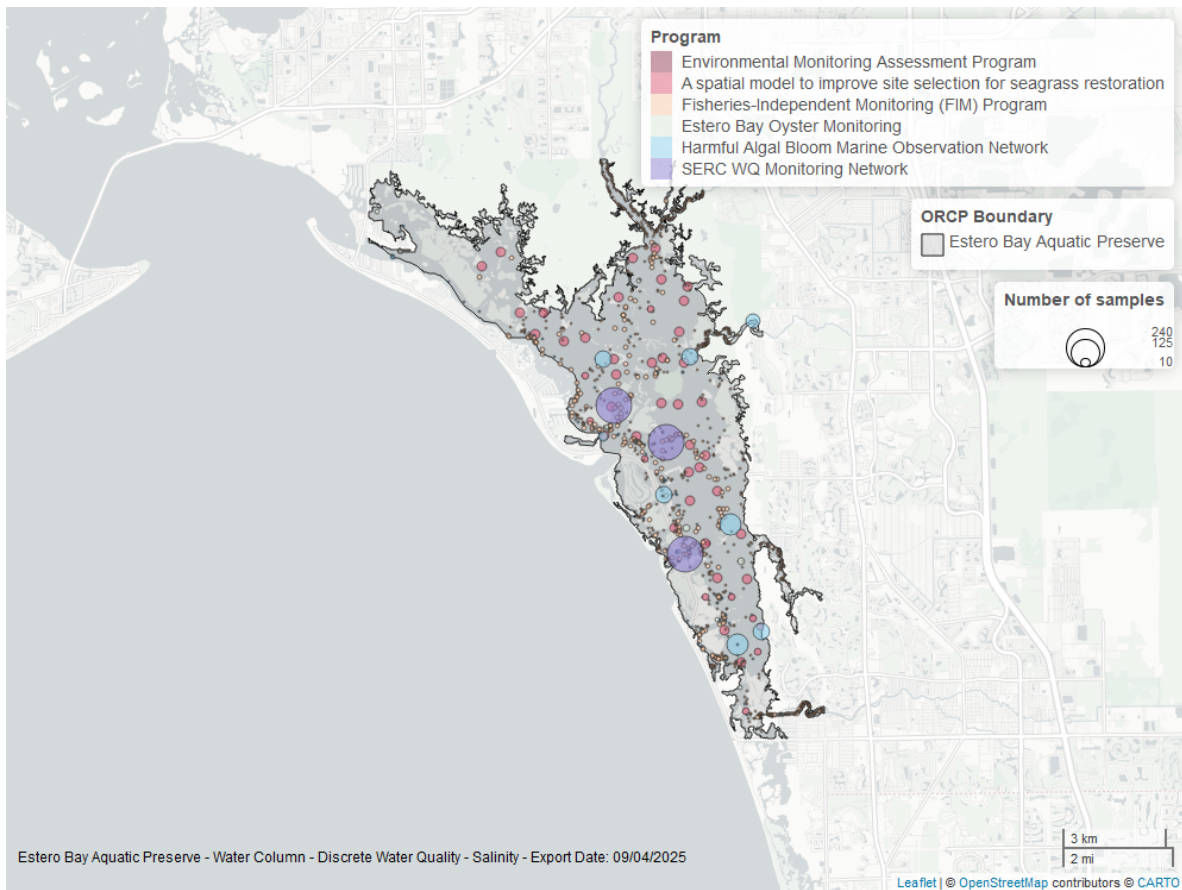 Program
Environmental Monitoring Assessment Program
A spatial model to improve site selection for seagrass restoration
Fisheries-Independent Monitoring (FIM) Program
Estero Bay Oyster Monitoring
Harmful Algal Bloom Marine Observation Network
SERC WQ Monitoring Network
ORCP Boundary
Estero Bay Aquatic Preserve
Number of samples
240
125
10
3 km
2 mi
Estero Bay Aquatic Preserve - Water Column - Discrete Water Quality - Salinity - Export Date: 09/04/2025
Leaflet | © OpenStreetMap contributors © CARTO